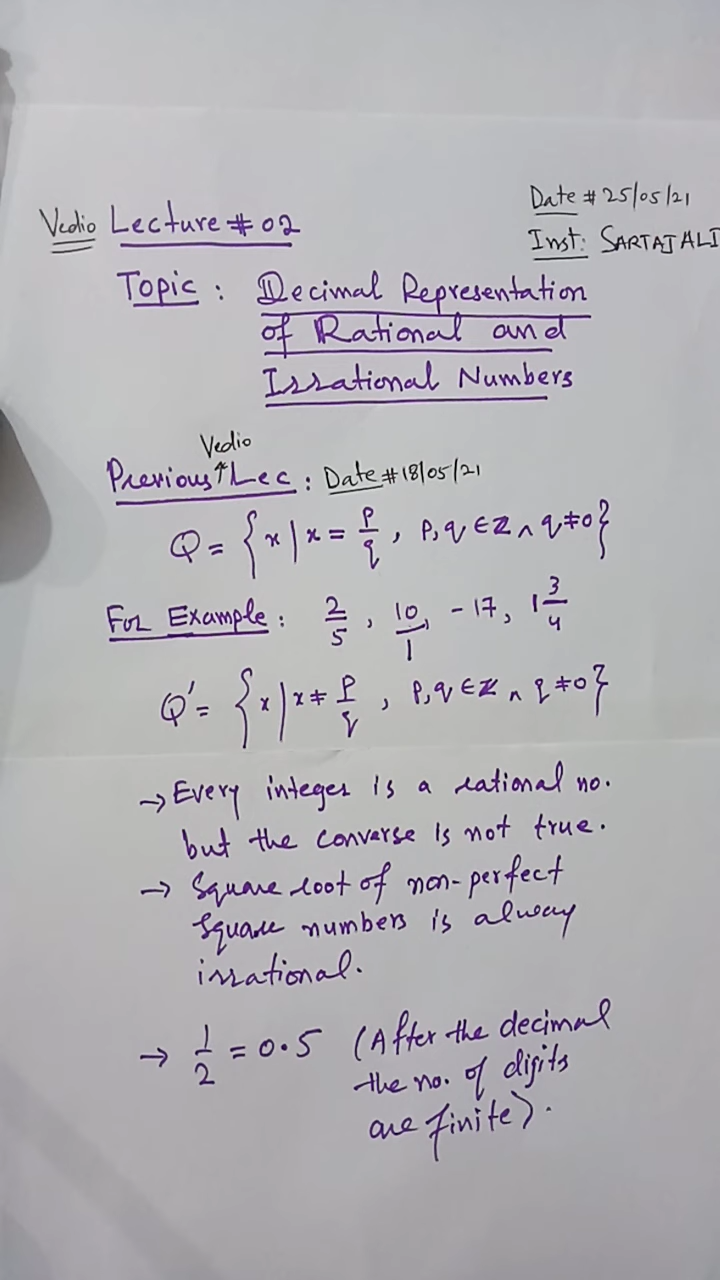 Vedio Lecture # 02
Date # 25/05/21
Inst: SARTAJ ALI
Topic : Decimal Representation
of Rational and
Irrational Numbers
Vedio
Previous ↑ Lec : Date # 18/05/21
Q = { x | x = p/q , p, q ∈ Z ∧ q ≠ 0 }
For Example : 2/5 , 10/1 , - 17, 1 3/4
Q' = { x | x ≠ p/q , p, q ∈ Z ∧ q ≠ 0 }
→ Every integer is a rational no.
but the converse is not true.
→ Square root of non-perfect
square numbers is alway
irrational.
→ 1/2 = 0.5 (After the decimal
the no. of digits
are finite).